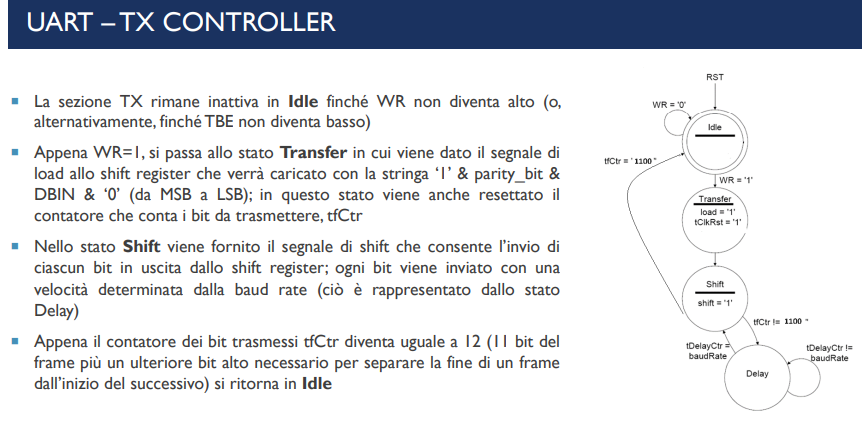 UART – TX CONTROLLER
La sezione TX rimane inattiva in Idle finché WR non diventa alto (o,
alternativamente, finché TBE non diventa basso)
Appena WR=1, si passa allo stato Transfer in cui viene dato il segnale di
load allo shift register che verrà caricato con la stringa ‘1’ & parity_bit &
DBIN & ‘0’ (da MSB a LSB); in questo stato viene anche resettato il
contatore che conta i bit da trasmettere, tfCtr
Nello stato Shift viene fornito il segnale di shift che consente l’invio di
ciascun bit in uscita dallo shift register; ogni bit viene inviato con una
velocità determinata dalla baud rate (ciò è rappresentato dallo stato
Delay)
Appena il contatore dei bit trasmessi tfCtr diventa uguale a 12 (11 bit del
frame più un ulteriore bit alto necessario per separare la fine di un frame
dall’inizio del successivo) si ritorna in Idle
RST
WR = '0'
Idle
tfCtr = "1100"
WR = '1'
Transfer
load = '1'
tClkRst = '1'
Shift
shift = '1'
tfCtr != 1100 "
tDelayCtr =
baudRate
tDelayCtr !=
baudRate
Delay